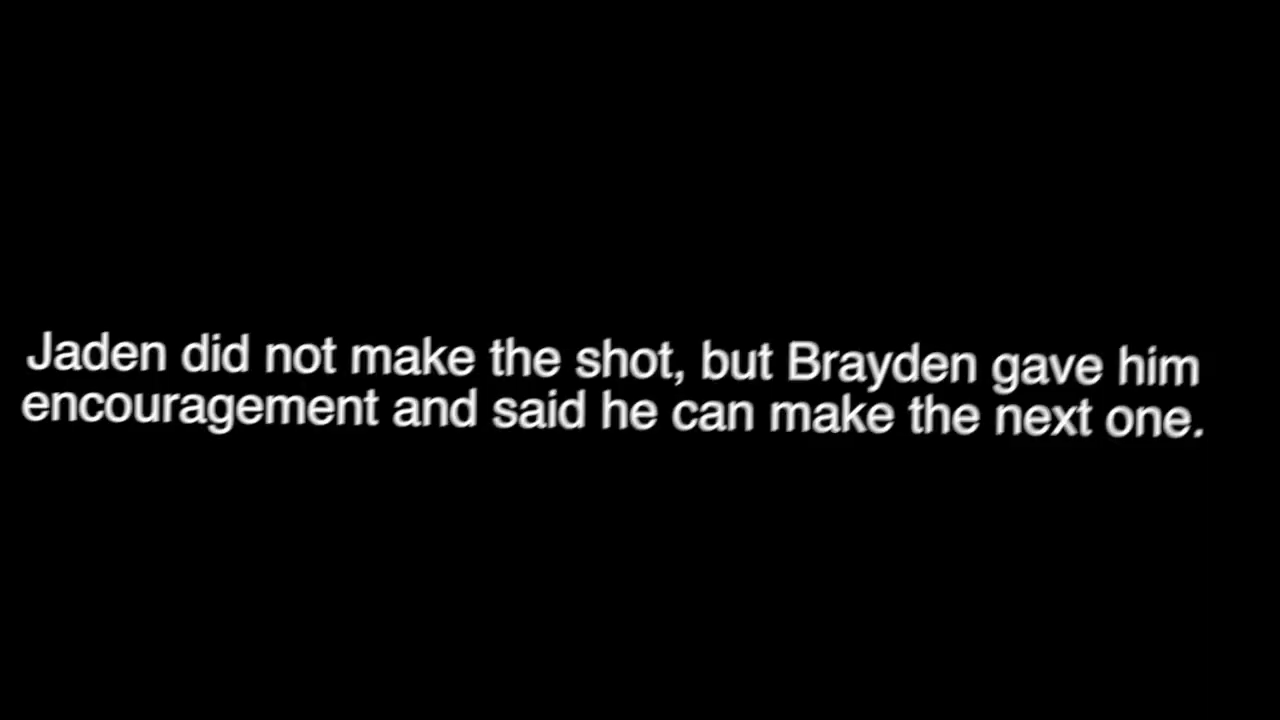 Jaden did not make the shot, but Brayden gave him
encouragement and said he can make the next one.